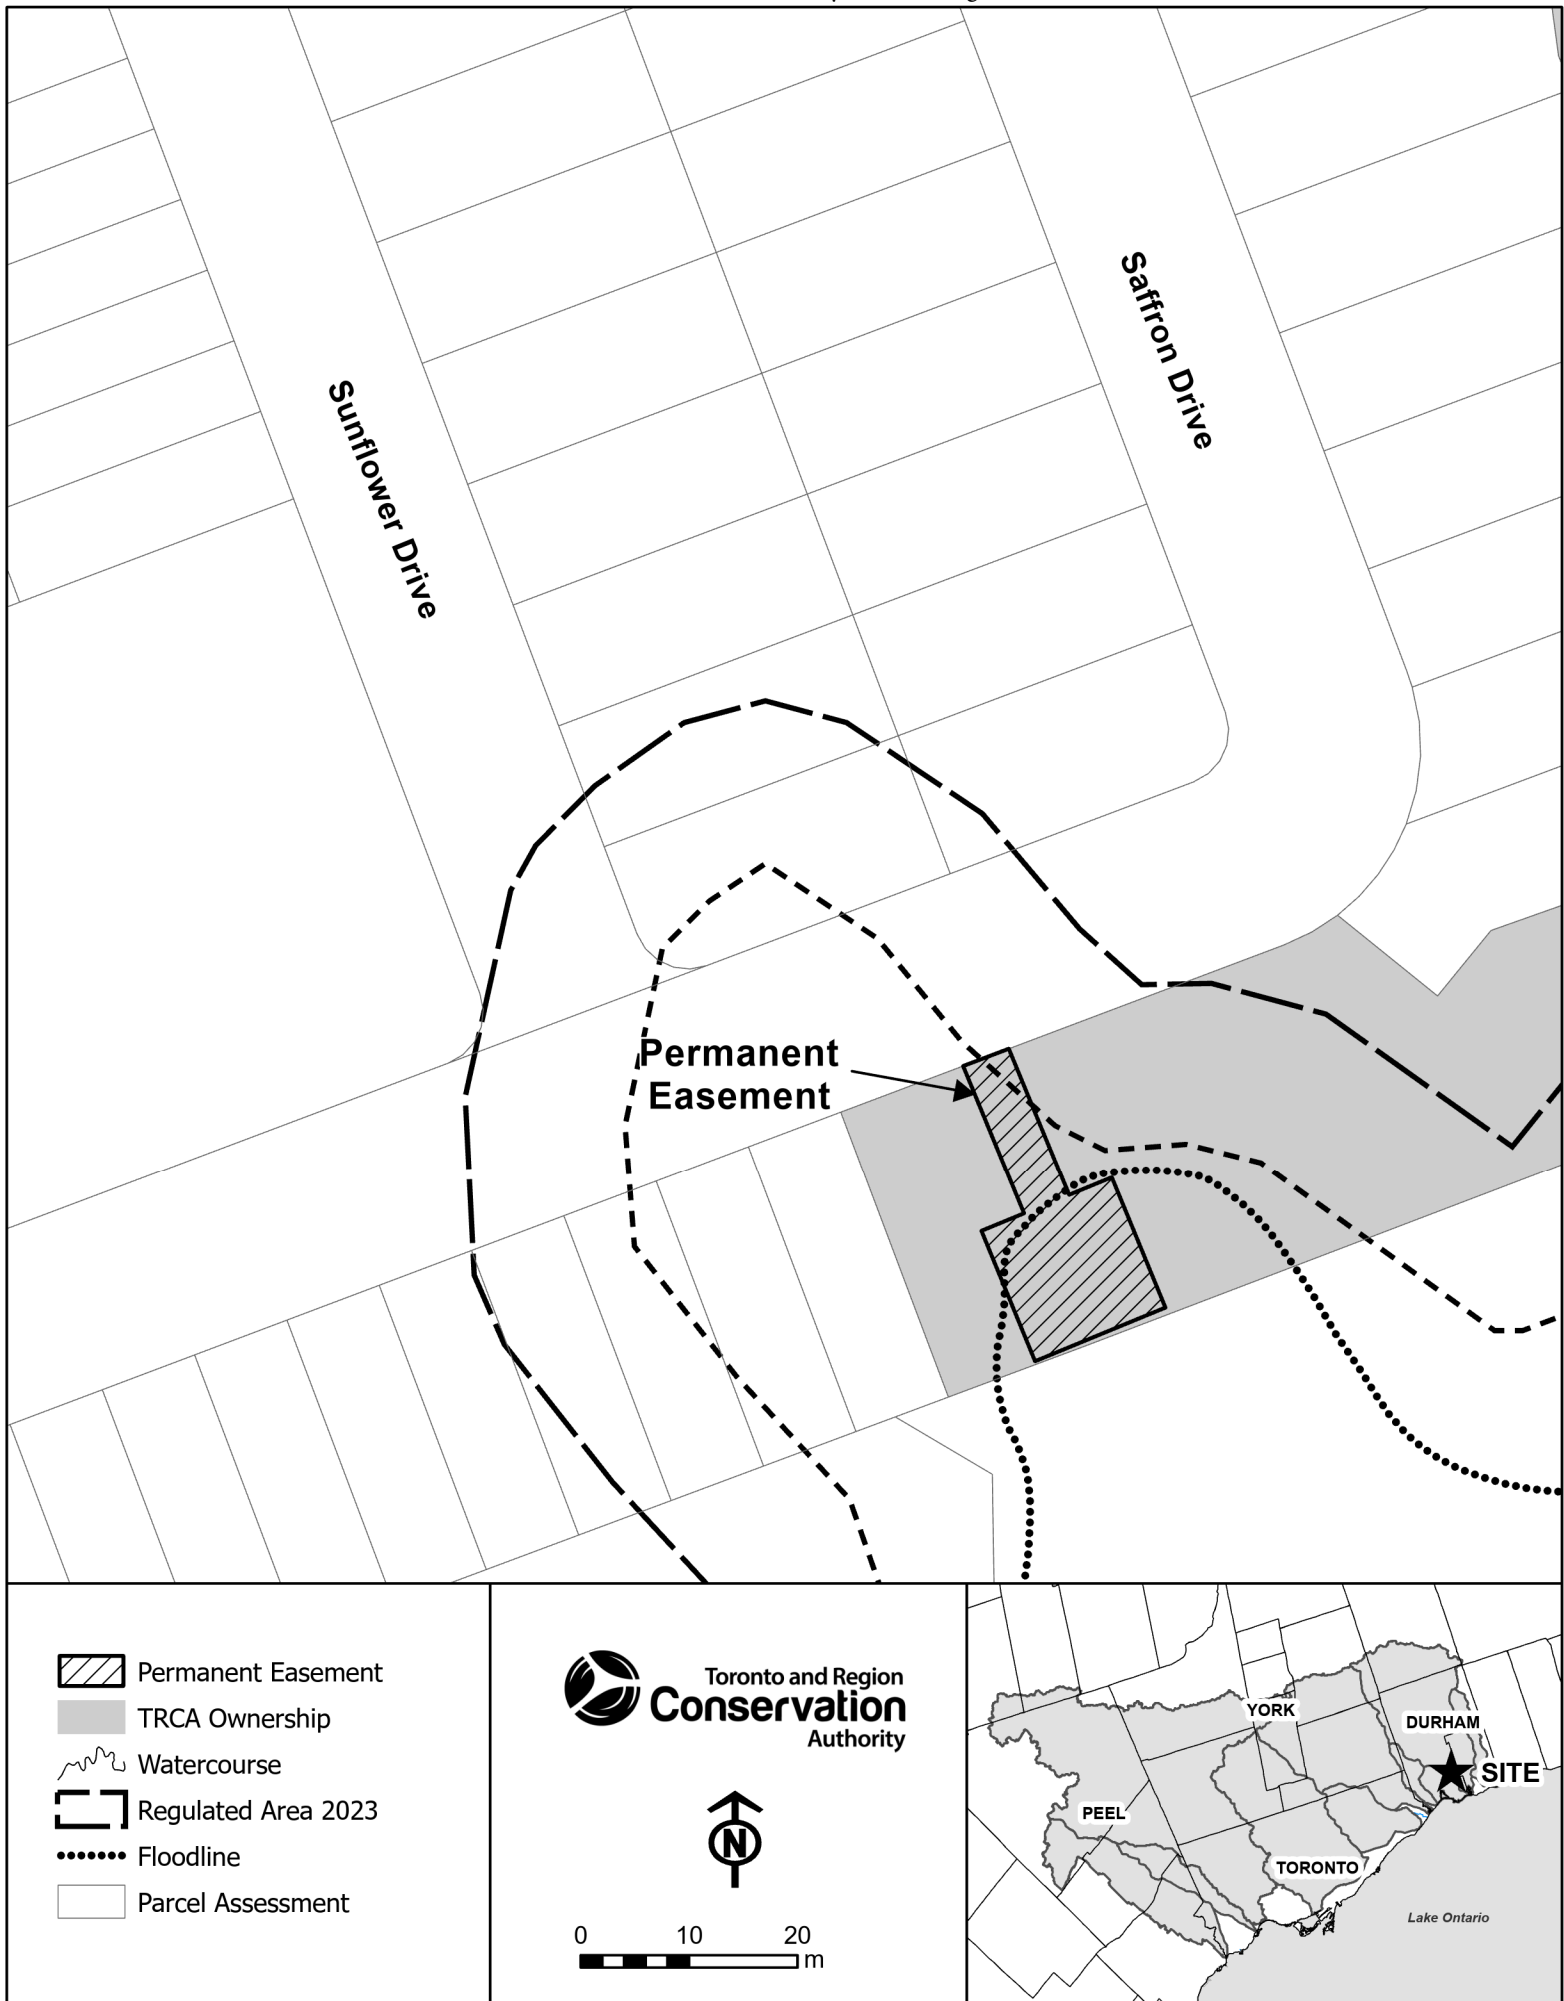 Sunflower Drive
Saffron Drive
Permanent
Easement
Permanent Easement
TRCA Ownership
Watercourse
Regulated Area 2023
Floodline
Parcel Assessment
Toronto and Region
Conservation
Authority
N
0 10 20
m
YORK
DURHAM
SITE
PEEL
TORONTO
Lake Ontario